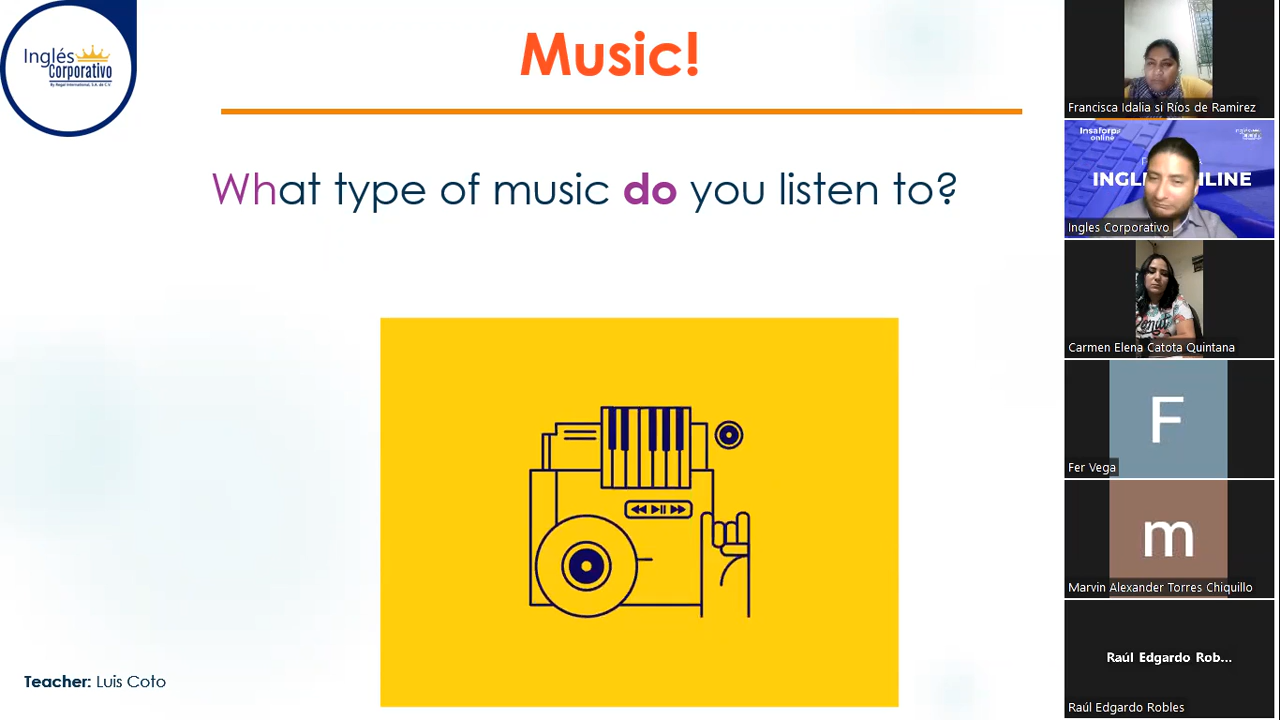 Inglés
Corporativo
By Regal International, S.A. de C.V.
Music!
What type of music do you listen to?
Teacher: Luis Coto
Francisca Idalia si Ríos de Ramirez
Insaforp
online
INGL NLINE
Ingles Corporativo
Carmen Elena Catota Quintana
F
Fer Vega
m
Marvin Alexander Torres Chiquillo
Raúl Edgardo Rob...
Raúl Edgardo Robles